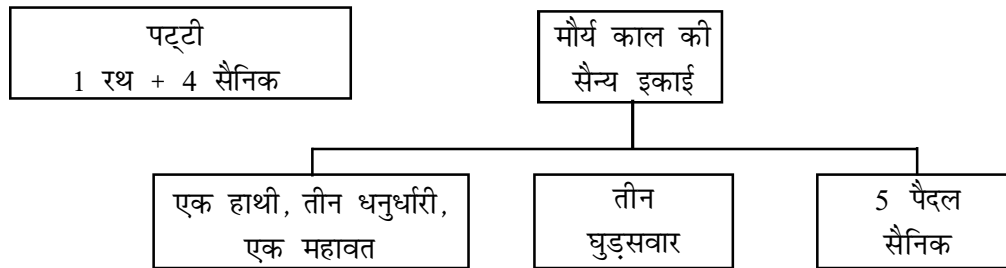 पट्टी
1 रथ + 4 सैनिक
मौर्य काल की
सैन्य इकाई
एक हाथी, तीन धनुर्धारी,
एक महावत
तीन
घुड़सवार
5 पैदल
सैनिक